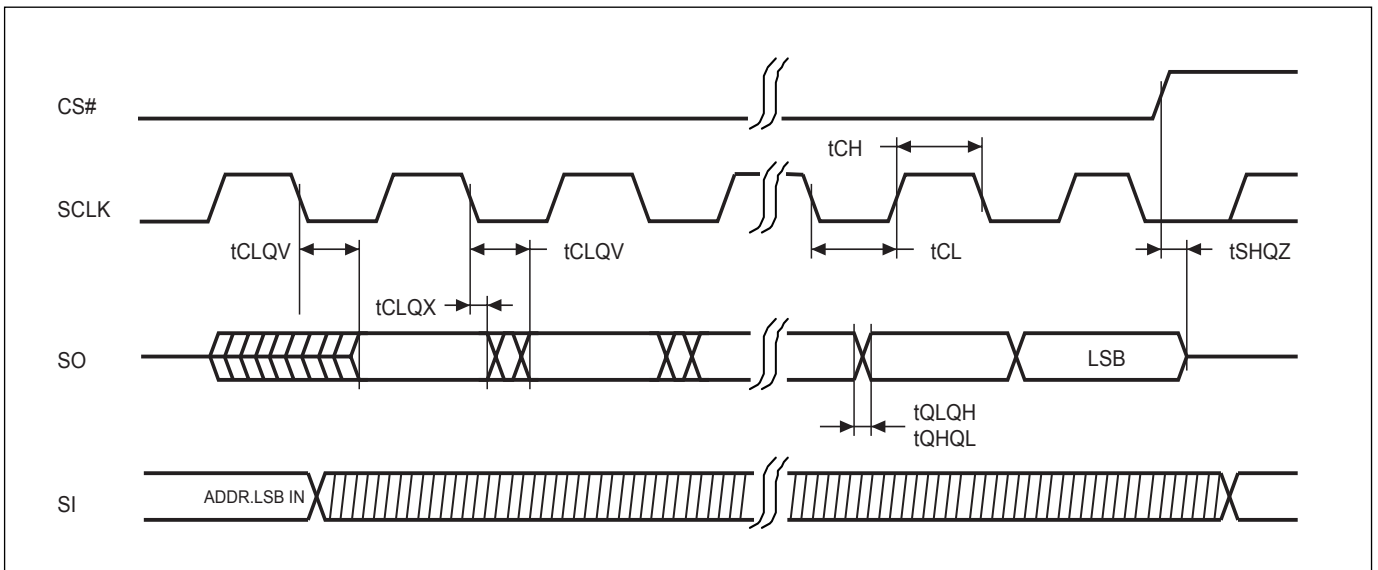 CS#
tCH
SCLK
tCLQV
tCLQV
tCL
tSHQZ
tCLQX
SO
LSB
tQLQH
tQHQL
SI
ADDR.LSB IN